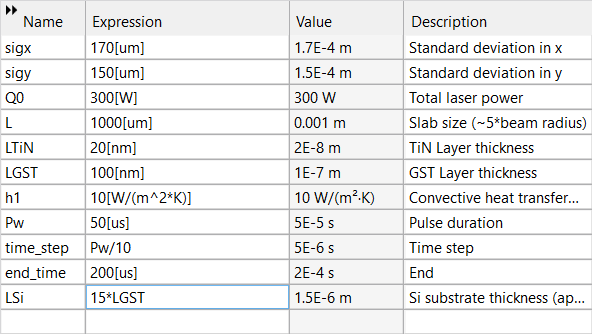 Name Expression Value Description
sigx 170[um] 1.7E-4 m Standard deviation in x
sigy 150[um] 1.5E-4 m Standard deviation in y
Q0 300[W] 300 W Total laser power
L 1000[um] 0.001 m Slab size (~5*beam radius)
LTiN 20[nm] 2E-8 m TiN Layer thickness
LGST 100[nm] 1E-7 m GST Layer thickness
h1 10[W/(m^2*K)] 10 W/(m²·K) Convective heat transfer...
Pw 50[us] 5E-5 s Pulse duration
time_step Pw/10 5E-6 s Time step
end_time 200[us] 2E-4 s End
LSi 15*LGST 1.5E-6 m Si substrate thickness (ap...